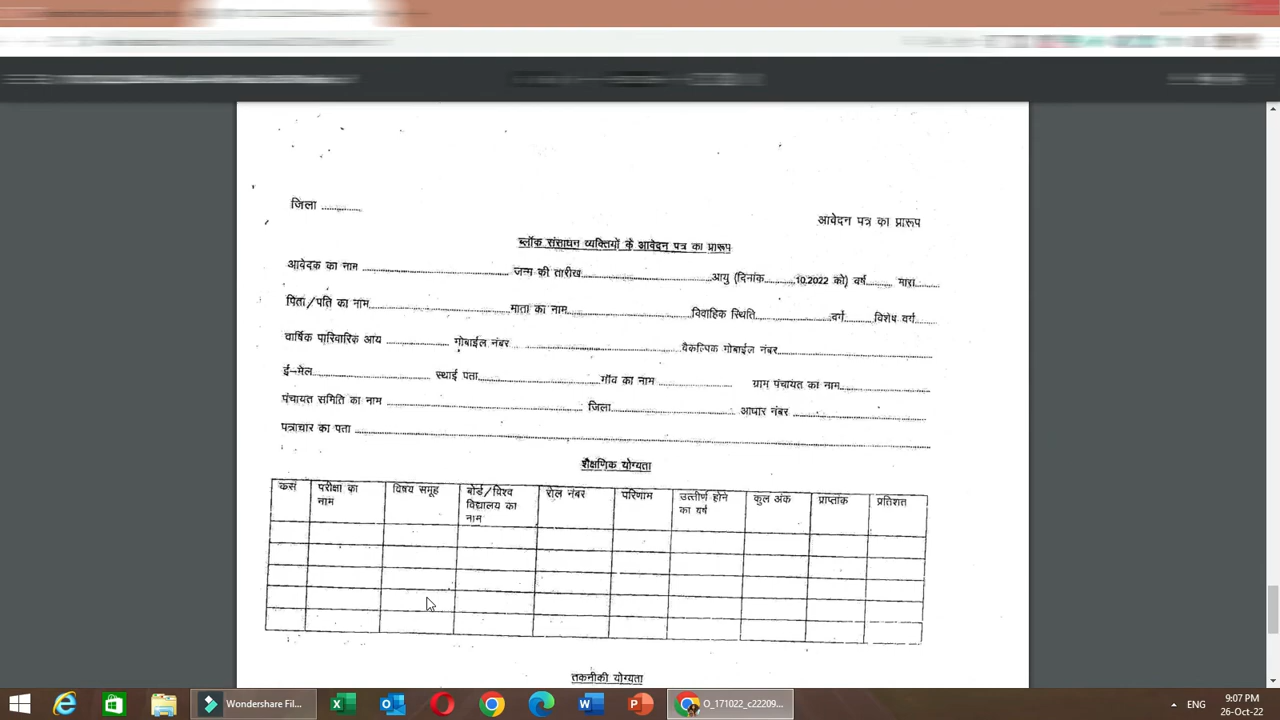 जिला ............
आवेदन पत्र का प्रारूप
ब्लॉक संसाधन व्यक्तियों के आवेदन पत्र का प्रारूप
आवेदक का नाम ............ जन्म की तारीख............ आयु (दिनांक............10.2022 को) वर्ष......... मास......
पिता/पति का नाम............ माता का नाम............ विवाहिक स्थिति............वर्ग......... विशेष वर्ग.........
वार्षिक पारिवारिक आय ............ मोबाईल नंबर ............ वैकल्पिक मोबाईल नंबर............
ई-मेल............ स्थाई पता............ गाँव का नाम ............ ग्राम पंचायत का नाम............
पंचायत समिति का नाम ............ जिला............ आधार नंबर ............
पत्राचार का पता ............
शैक्षणिक योग्यता
परीक्षा का नाम
विषय समूह
बोर्ड/विश्व विद्यालय का नाम
रोल नंबर
परिणाम
उत्तीर्ण होने का वर्ष
कुल अंक
प्राप्तांक
प्रतिशत
तकनीकी योग्यता
Wondershare Fil...
O_171022_c22209...
ENG
9:07 PM
26-Oct-22